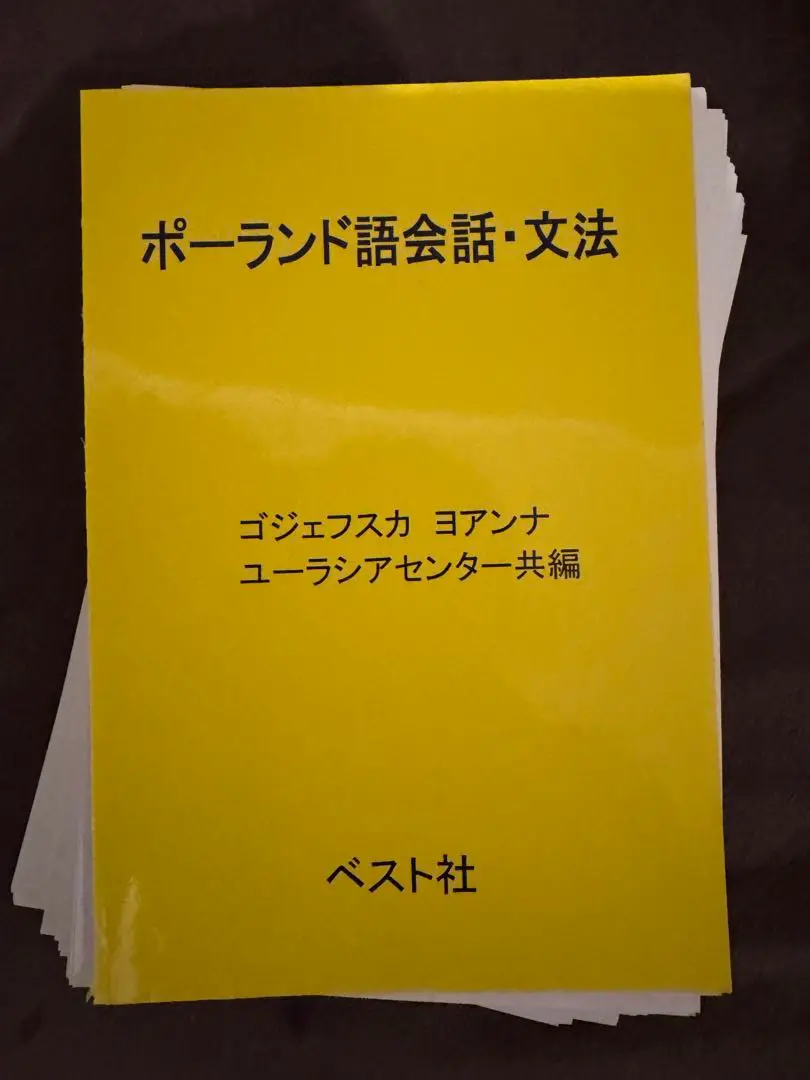 ポーランド語会話・文法
ゴジェフスカ ヨアンナ
ユーラシアセンター共編
ベスト社